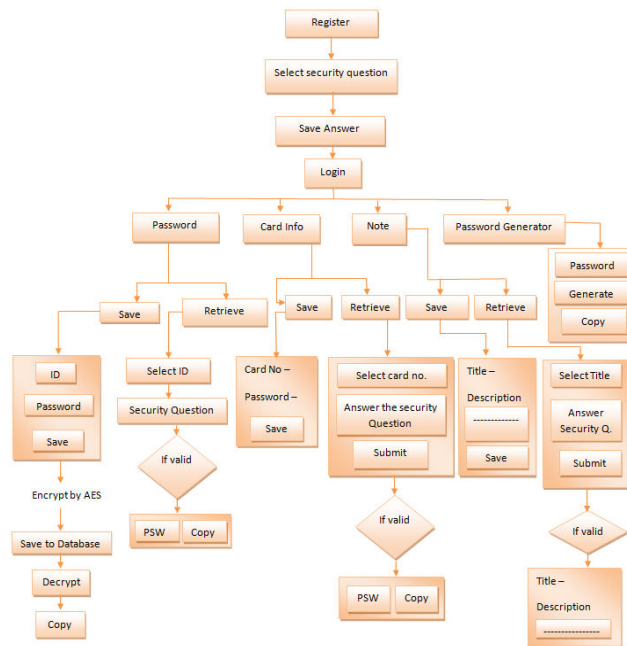 Register
Select security question
Save Answer
Login
Password
Card Info
Note
Password Generator
Password
Generate
Copy
Save
Retrieve
Save
Retrieve
Save
Retrieve
ID
Password
Save
Encrypt by AES
Save to Database
Decrypt
Copy
Select ID
Security Question
If valid
PSW
Copy
Card No –
Password –
Save
Select card no.
Answer the security
Question
Submit
If valid
PSW
Copy
Title –
Description
-------------
Save
Select Title
Answer
Security Q.
Submit
If valid
Title –
Description
----------------